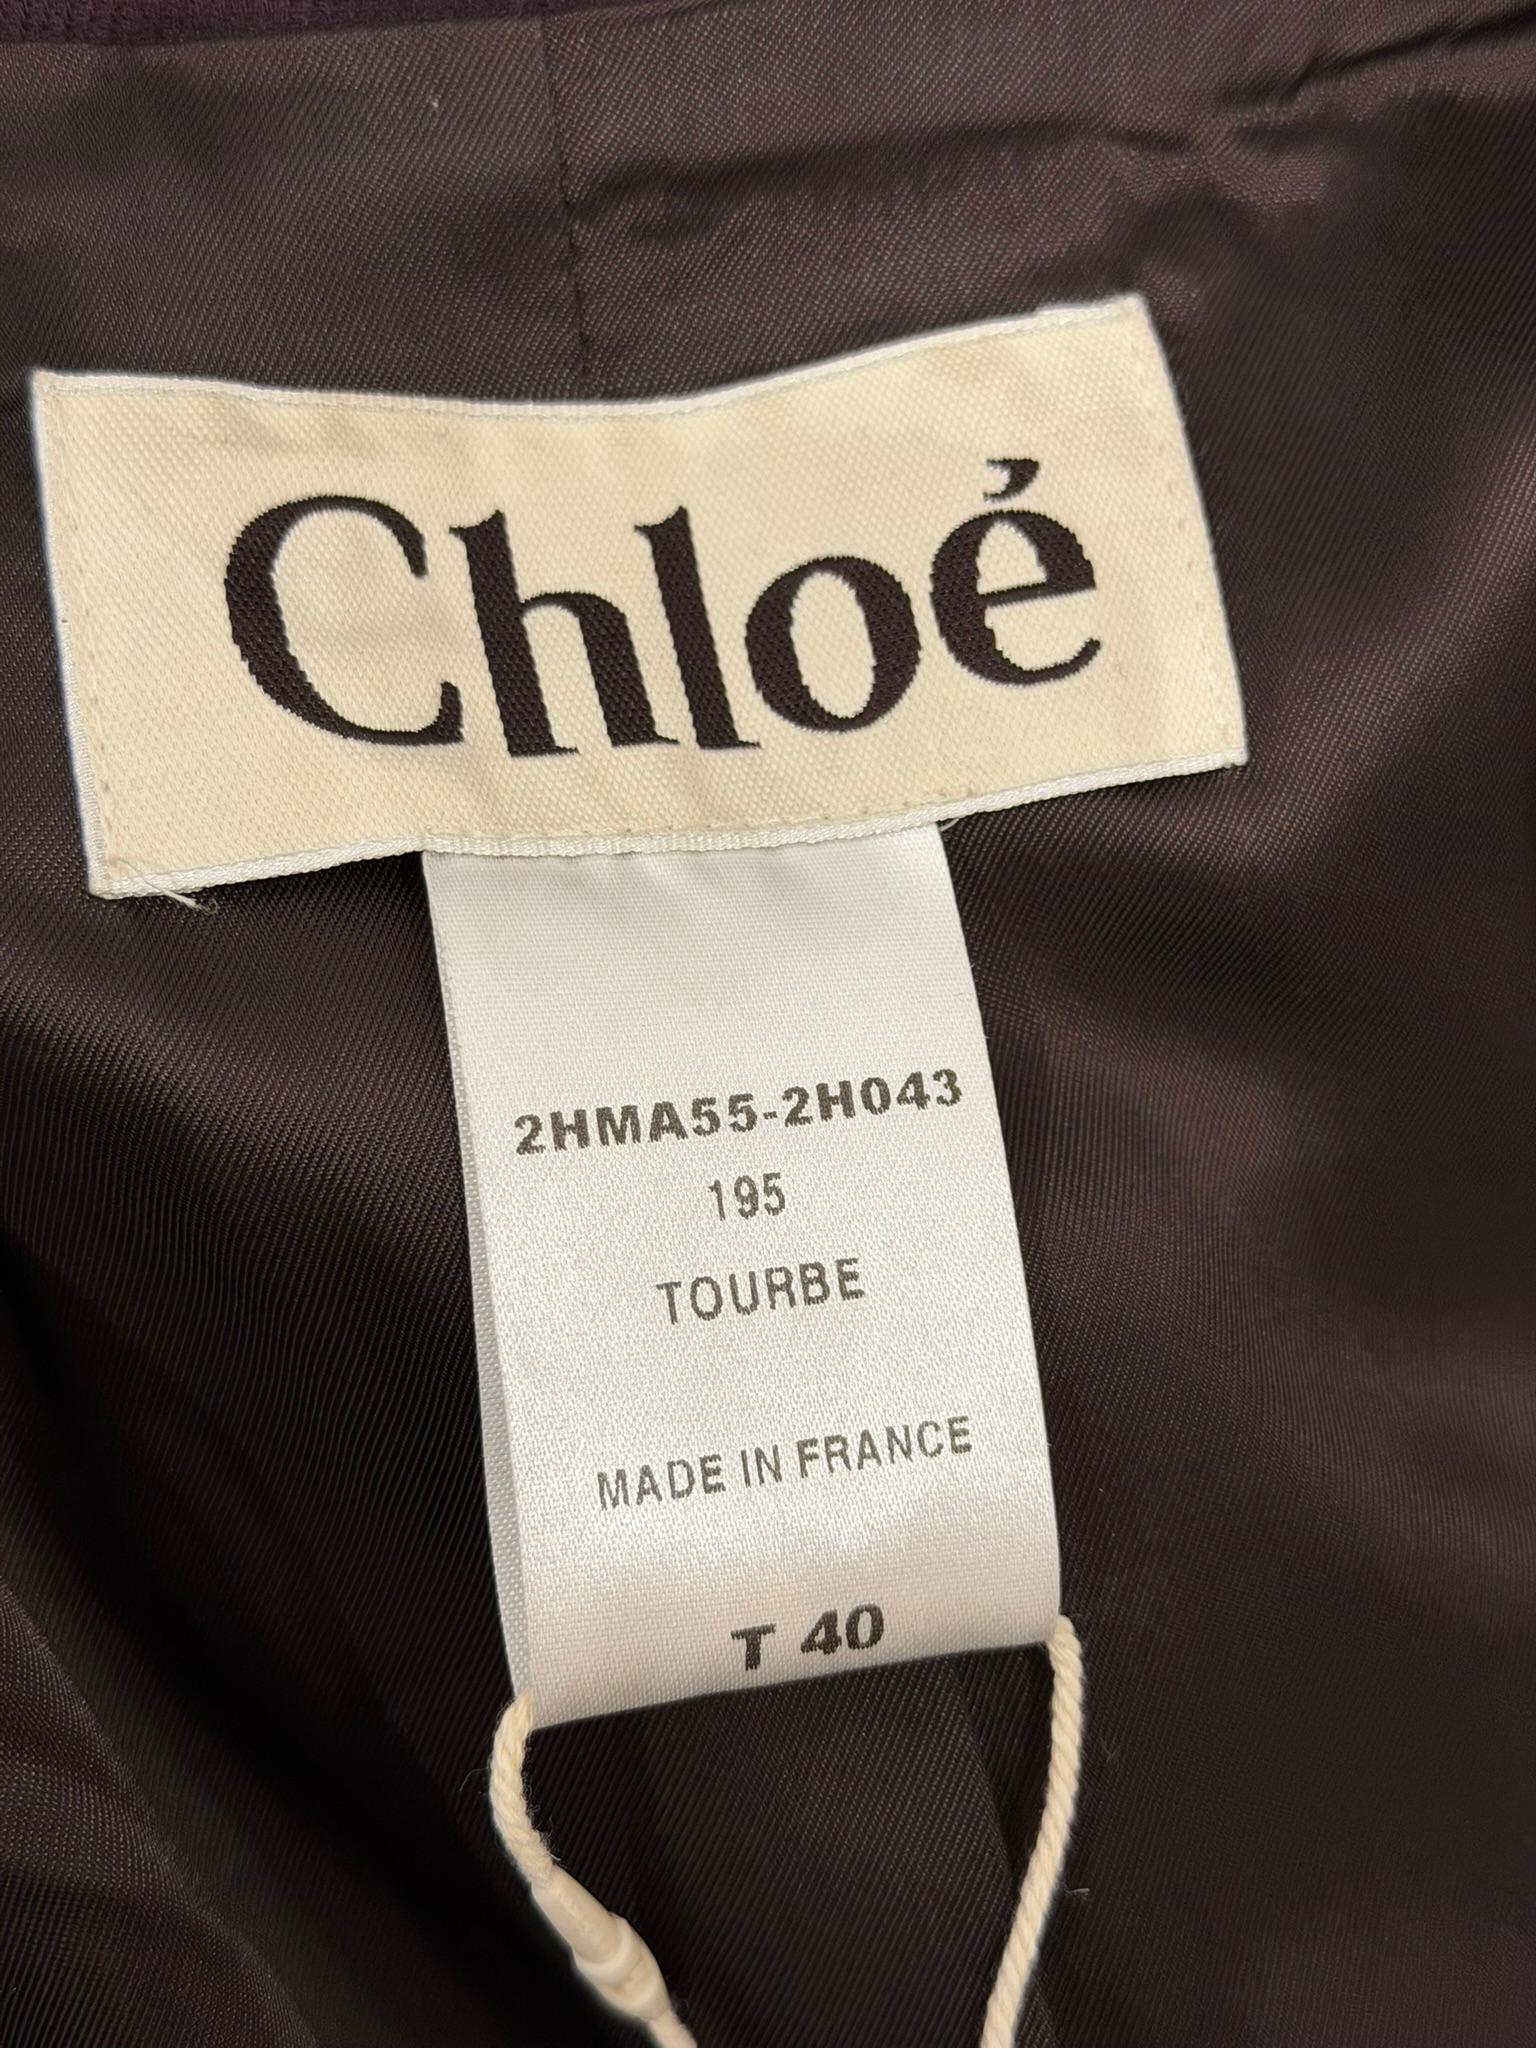 Chloé
2HMA55-2H043
195
TOURBE
MADE IN FRANCE
T 40